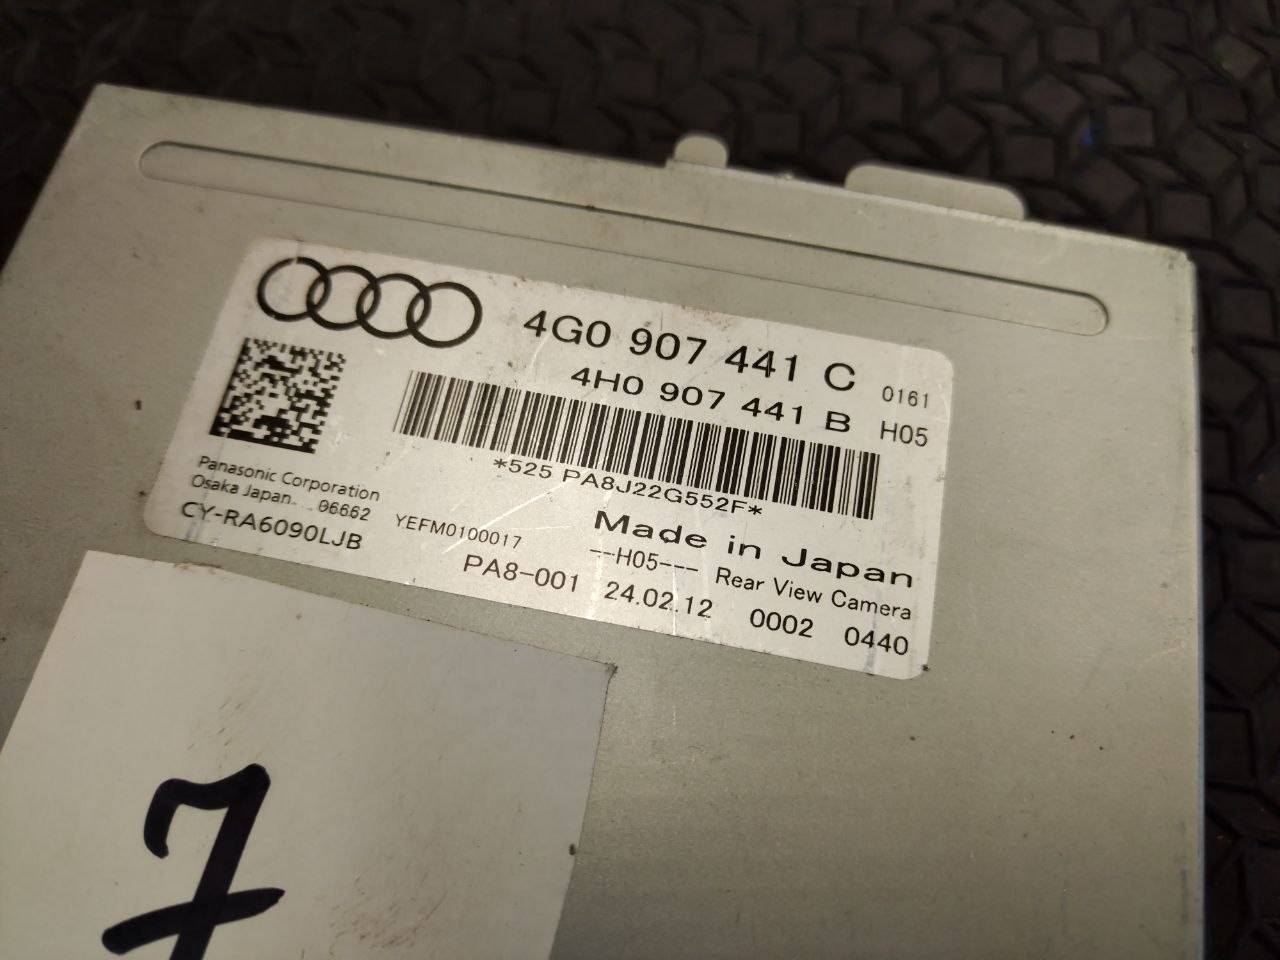 4G0 907 441 C 0161
4H0 907 441 B H05
*525 PA8J22G552F*
Panasonic Corporation
Osaka Japan 06662
YEFM0100017
Made in Japan
CY-RA6090LJB
--H05--- Rear View Camera
PA8-001 24.02.12 0002 0440
7